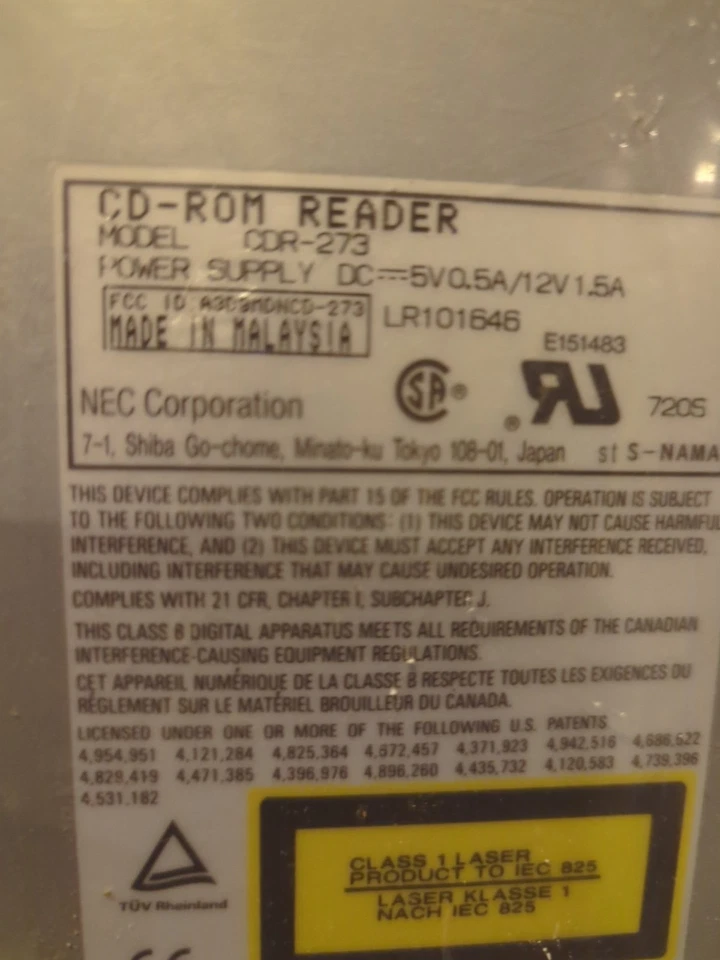 CD-ROM READER
MODEL CDR-273
POWER SUPPLY DC⎓5V0.5A/12V1.5A
FCC ID A3D9MDNCD-273
MADE IN MALAYSIA
LR101646
E151483
SA ®
® RU
7205
NEC Corporation
7-1, Shiba Go-chome, Minato-ku Tokyo 108-01, Japan st S-NAMA
THIS DEVICE COMPLIES WITH PART 15 OF THE FCC RULES. OPERATION IS SUBJECT
TO THE FOLLOWING TWO CONDITIONS: (1) THIS DEVICE MAY NOT CAUSE HARMFUL
INTERFERENCE, AND (2) THIS DEVICE MUST ACCEPT ANY INTERFERENCE RECEIVED,
INCLUDING INTERFERENCE THAT MAY CAUSE UNDESIRED OPERATION.
COMPLIES WITH 21 CFR, CHAPTER I, SUBCHAPTER J.
THIS CLASS B DIGITAL APPARATUS MEETS ALL REQUIREMENTS OF THE CANADIAN
INTERFERENCE-CAUSING EQUIPMENT REGULATIONS.
CET APPAREIL NUMÉRIQUE DE LA CLASSE B RESPECTE TOUTES LES EXIGENCES DU
RÉGLEMENT SUR LE MATÉRIEL BROUILLEUR DU CANADA.
LICENSED UNDER ONE OR MORE OF THE FOLLOWING U.S. PATENTS
4,954,951 4,121,284 4,825,364 4,672,457 4,371,923 4,942,516 4,686,522
4,829,419 4,471,385 4,396,976 4,896,260 4,435,732 4,120,583 4,739,396
4,531,182
TÜV Rheinland
CLASS 1 LASER
PRODUCT TO IEC 825
LASER KLASSE 1
NACH IEC 825